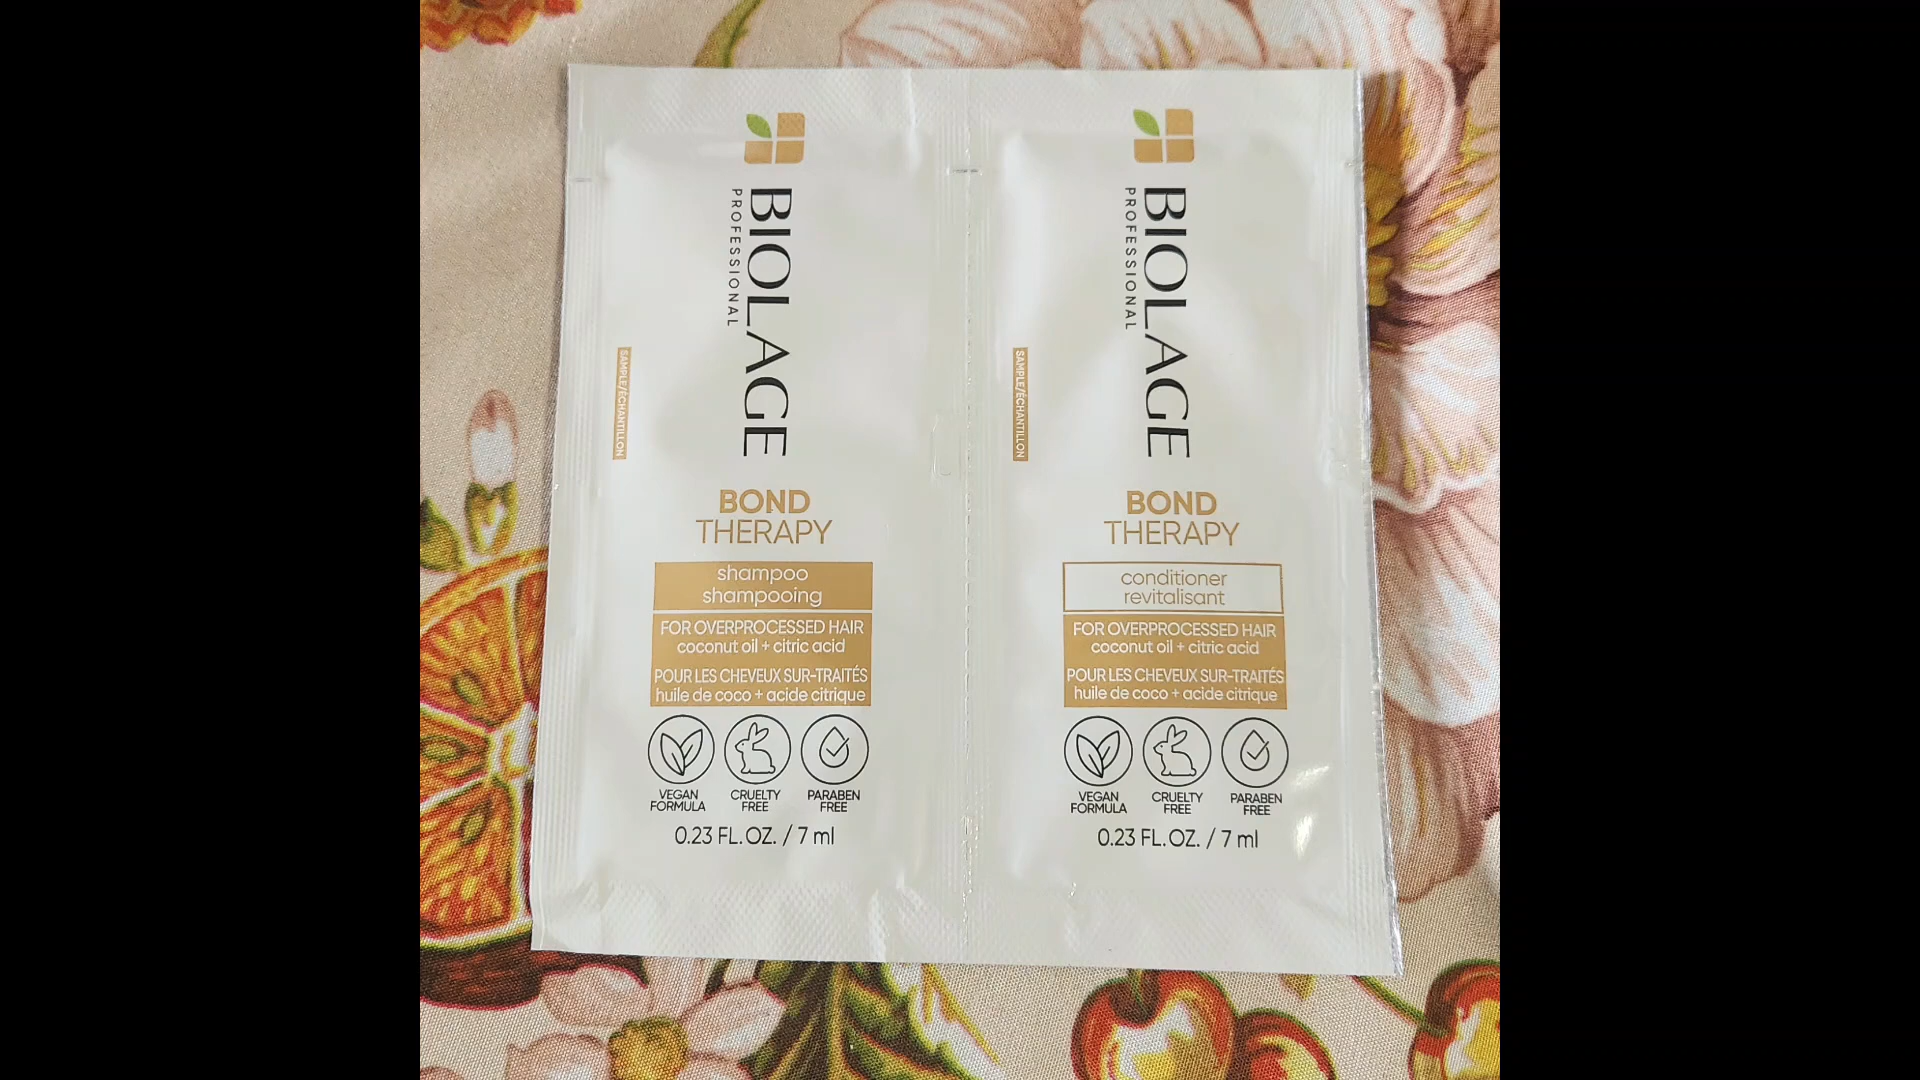 BIOLAGE
PROFESSIONAL
SAMPLE/ÉCHANTILLON
BOND
THERAPY
shampoo
shampooing
FOR OVERPROCESSED HAIR
coconut oil + citric acid
POUR LES CHEVEUX SUR-TRAITÉS
huile de coco + acide citrique
VEGAN
FORMULA
CRUELTY
FREE
PARABEN
FREE
0.23 FL.OZ. / 7 ml
BIOLAGE
PROFESSIONAL
SAMPLE/ÉCHANTILLON
BOND
THERAPY
conditioner
revitalisant
FOR OVERPROCESSED HAIR
coconut oil + citric acid
POUR LES CHEVEUX SUR-TRAITÉS
huile de coco + acide citrique
VEGAN
FORMULA
CRUELTY
FREE
PARABEN
FREE
0.23 FL.OZ. / 7 ml